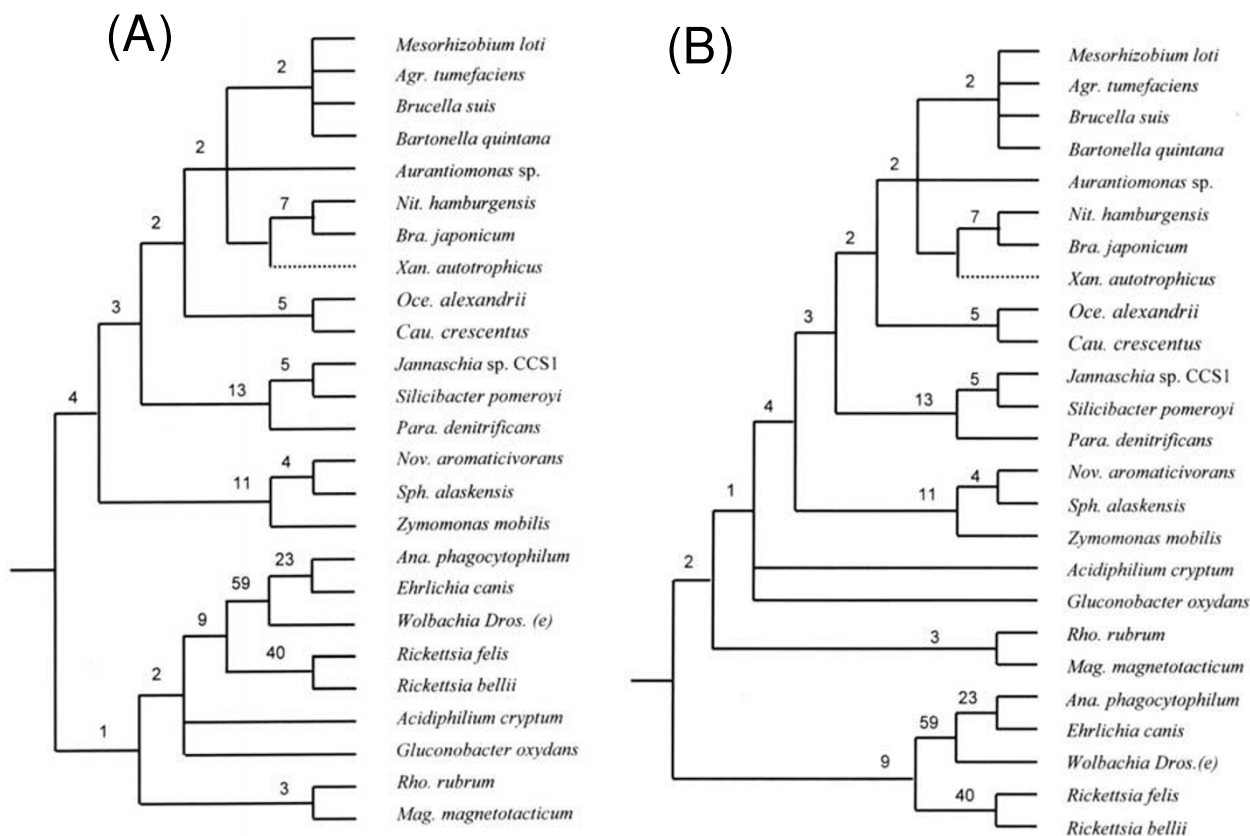 (A)
2
Mesorhizobium loti
Agr. tumefaciens
Brucella suis
Bartonella quintana
2
Aurantiomonas sp.
7
Nit. hamburgensis
Bra. japonicum
Xan. autotrophicus
2
5
Oce. alexandrii
Cau. crescentus
3
5
Jannaschia sp. CCS1
13
Silicibacter pomeroyi
Para. denitrificans
4
4
Nov. aromaticivorans
11
Sph. alaskensis
Zymomonas mobilis
23
Ana. phagocytophilum
59
Ehrlichia canis
Wolbachia Dros. (e)
9
40
Rickettsia felis
Rickettsia bellii
2
Acidiphilium cryptum
1
Gluconobacter oxydans
3
Rho. rubrum
Mag. magnetotacticum
(B)
2
Mesorhizobium loti
Agr. tumefaciens
Brucella suis
Bartonella quintana
2
Aurantiomonas sp.
7
Nit. hamburgensis
Bra. japonicum
Xan. autotrophicus
2
5
Oce. alexandrii
Cau. crescentus
3
5
Jannaschia sp. CCS1
13
Silicibacter pomeroyi
Para. denitrificans
4
4
Nov. aromaticivorans
11
Sph. alaskensis
Zymomonas mobilis
1
Acidiphilium cryptum
Gluconobacter oxydans
2
3
Rho. rubrum
Mag. magnetotacticum
23
Ana. phagocytophilum
59
Ehrlichia canis
Wolbachia Dros.(e)
9
40
Rickettsia felis
Rickettsia bellii